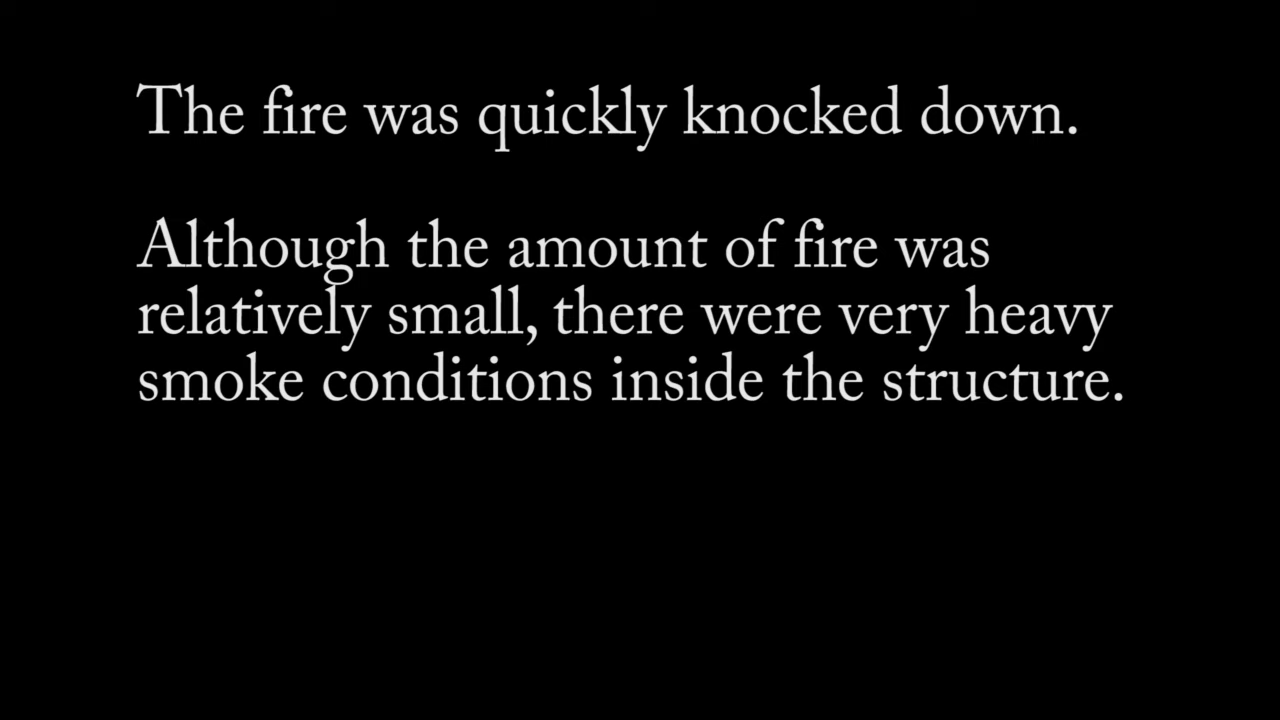 The fire was quickly knocked down.
Although the amount of fire was
relatively small, there were very heavy
smoke conditions inside the structure.